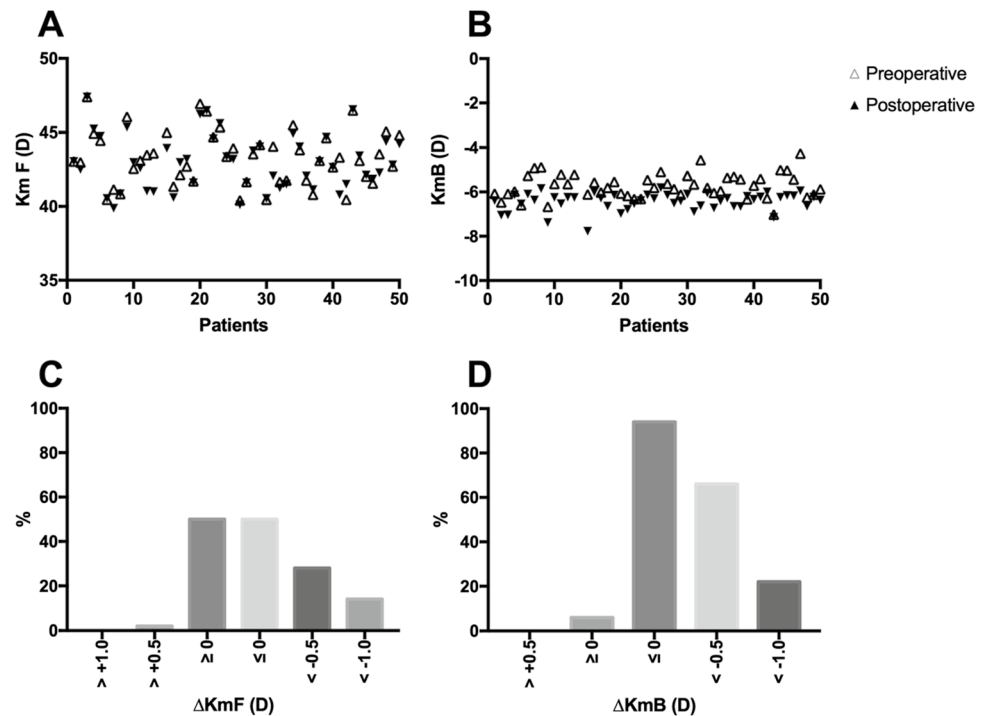 A
B
50
45
40
35
Km F (D)
0 10 20 30 40 50
Patients
0
-2
-4
-6
-8
-10
KmB (D)
0 10 20 30 40 50
Patients
△ Preoperative
▲ Postoperative
C
D
100
80
60
40
20
0
%
> +1.0
> +0.5
≥ 0
≤ 0
< -0.5
< -1.0
ΔKmF (D)
100
80
60
40
20
0
%
> +0.5
≥ 0
≤ 0
< -0.5
< -1.0
ΔKmB (D)